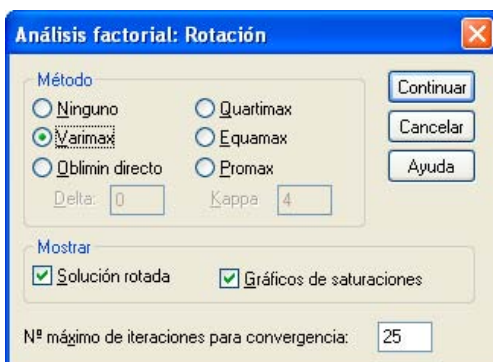 Análisis factorial: Rotación
Método
Ninguno
Quartimax
Varimax
Equamax
Oblimin directo
Promax
Delta: 0
Kappa 4
Continuar
Cancelar
Ayuda
Mostrar
Solución rotada
Gráficos de saturaciones
Nº máximo de iteraciones para convergencia: 25